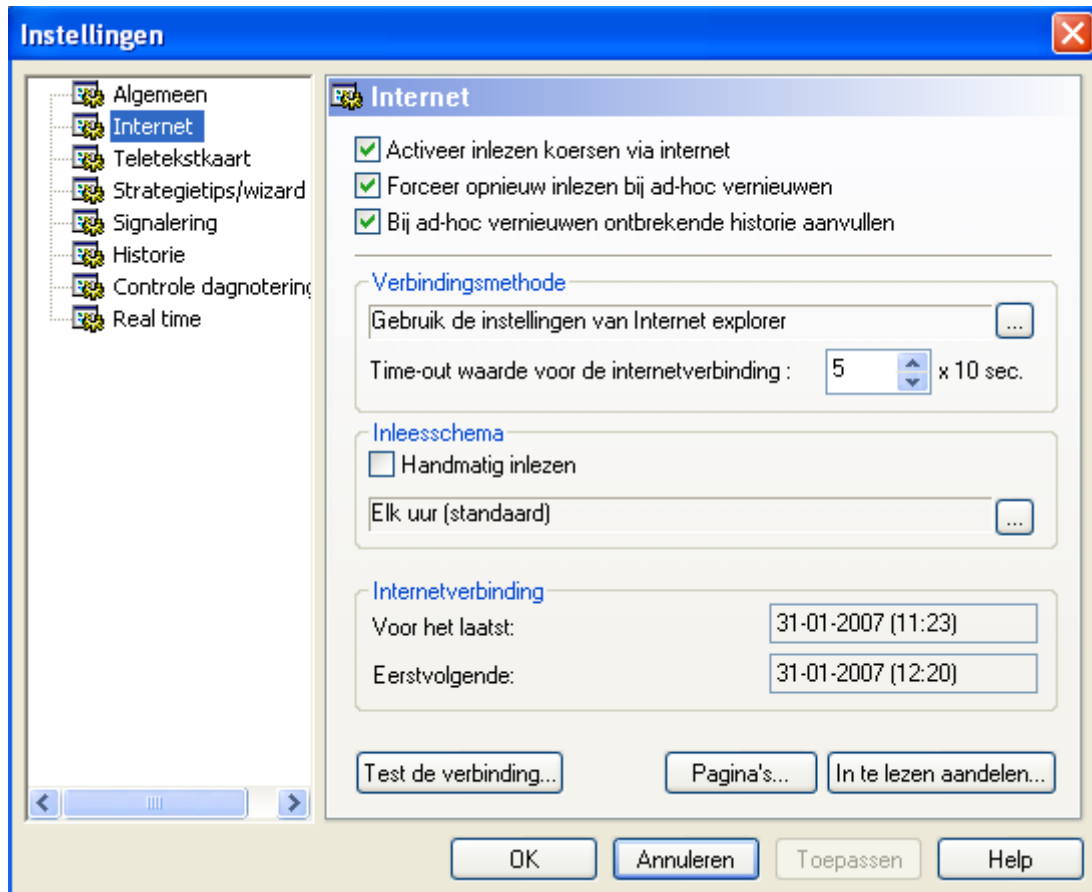 Instellingen
Algemeen
Internet
Teletekstkaart
Strategietips/wizard
Signalering
Historie
Controle dagnotering
Real time
Internet
Activeer inlezen koersen via internet
Forceer opnieuw inlezen bij ad-hoc vernieuwen
Bij ad-hoc vernieuwen ontbrekende historie aanvullen
Verbindingsmethode
Gebruik de instellingen van Internet explorer
...
Time-out waarde voor de internetverbinding : 5 x 10 sec.
Inleesschema
Handmatig inlezen
Elk uur (standaard)
...
Internetverbinding
Voor het laatst: 31-01-2007 (11:23)
Eerstvolgende: 31-01-2007 (12:20)
Test de verbinding... Pagina's... In te lezen aandelen...
OK Annuleren Toepassen Help